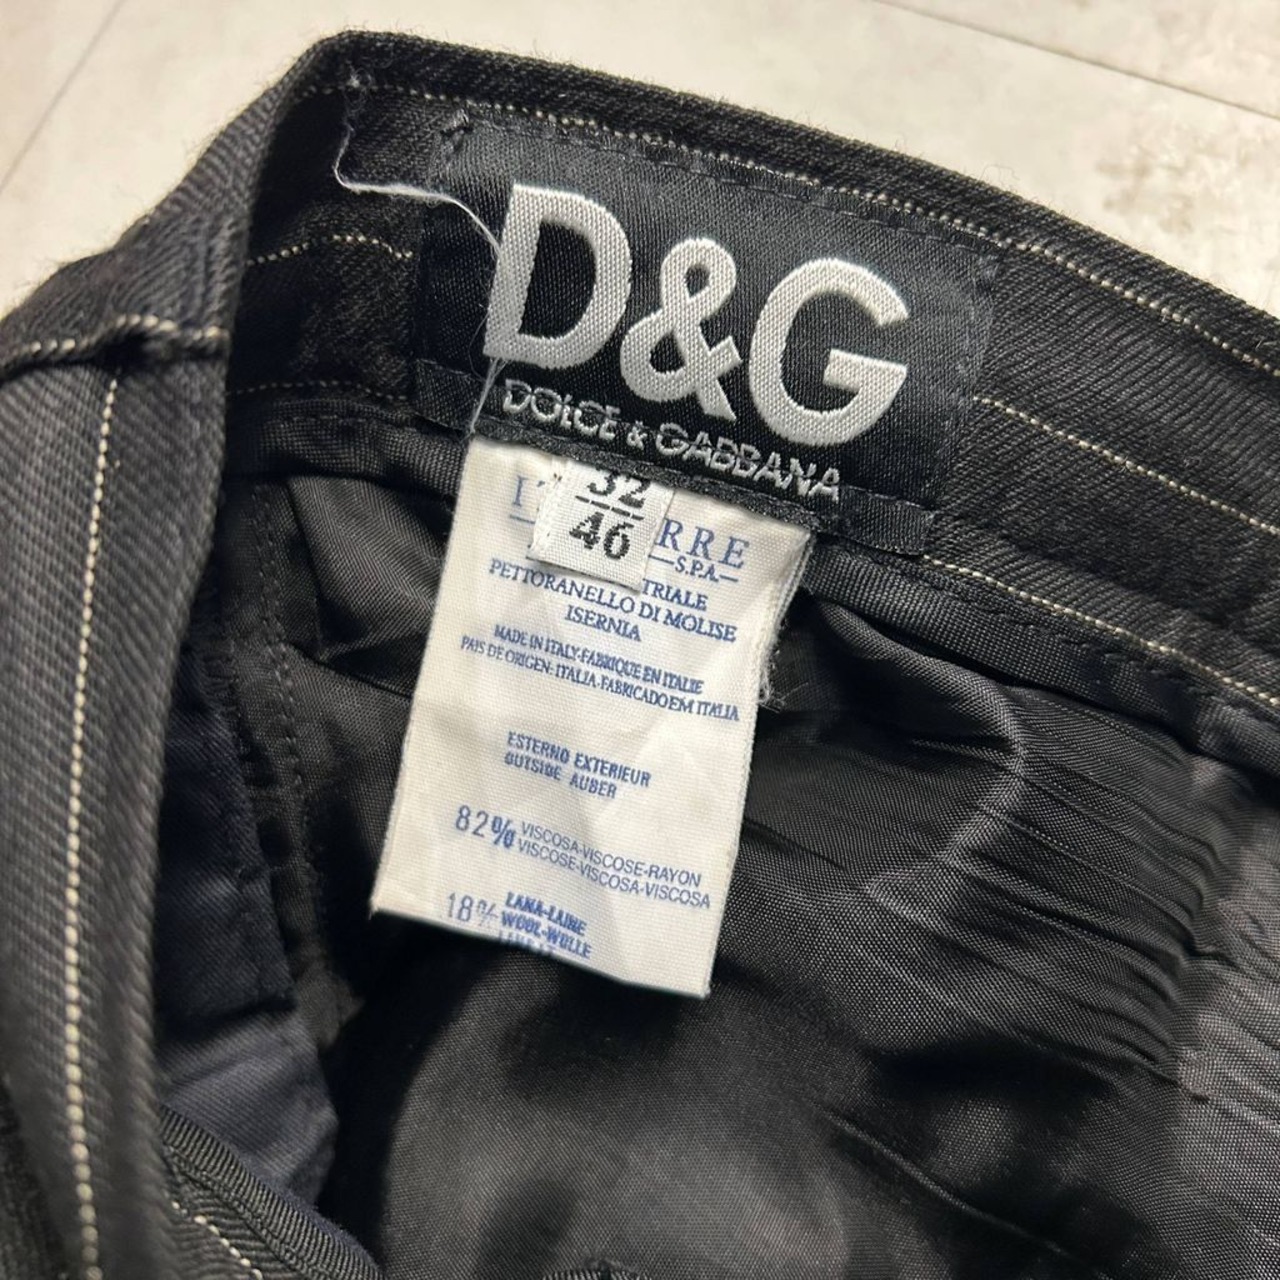 D&G
DOLCE & GABBANA
32
46
RRE
S.P.A.
TRIALE
PETTORANELLO DI MOLISE
ISERNIA
MADE IN ITALY-FABRIQUE EN ITALIE
PAIS DE ORIGEN: ITALIA-FABRICADO EM ITALIA
ESTERNO EXTERIEUR
OUTSIDE AUBER
82% VISCOSA-VISCOSE-RAYON
VISCOSE-VISCOSA-VISCOSA
18% LANA-LAINE
WOOL-WOLLE